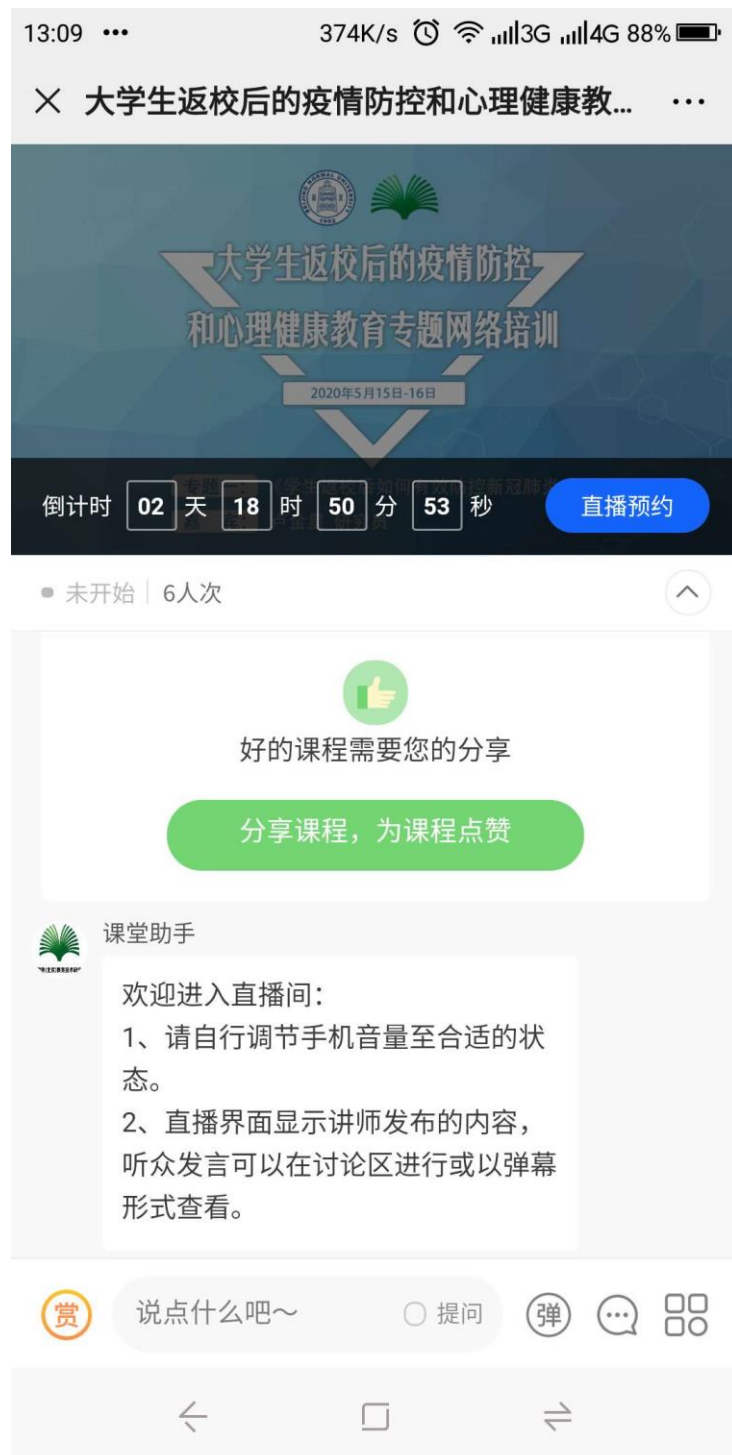 13:09 ••• 374K/s 3G 4G 88%
× 大学生返校后的疫情防控和心理健康教... ···
BEIJING NORMAL UNIVERSITY
1902
大学生返校后的疫情防控
和心理健康教育专题网络培训
2020年5月15日-16日
倒计时 02 天 18 时 50 分 53 秒 直播预约
未开始 6人次
好的课程需要您的分享
分享课程，为课程点赞
课堂助手
欢迎进入直播间：
1、请自行调节手机音量至合适的状
态。
2、直播界面显示讲师发布的内容，
听众发言可以在讨论区进行或以弹幕
形式查看。
赏 说点什么吧～ 提问 弹